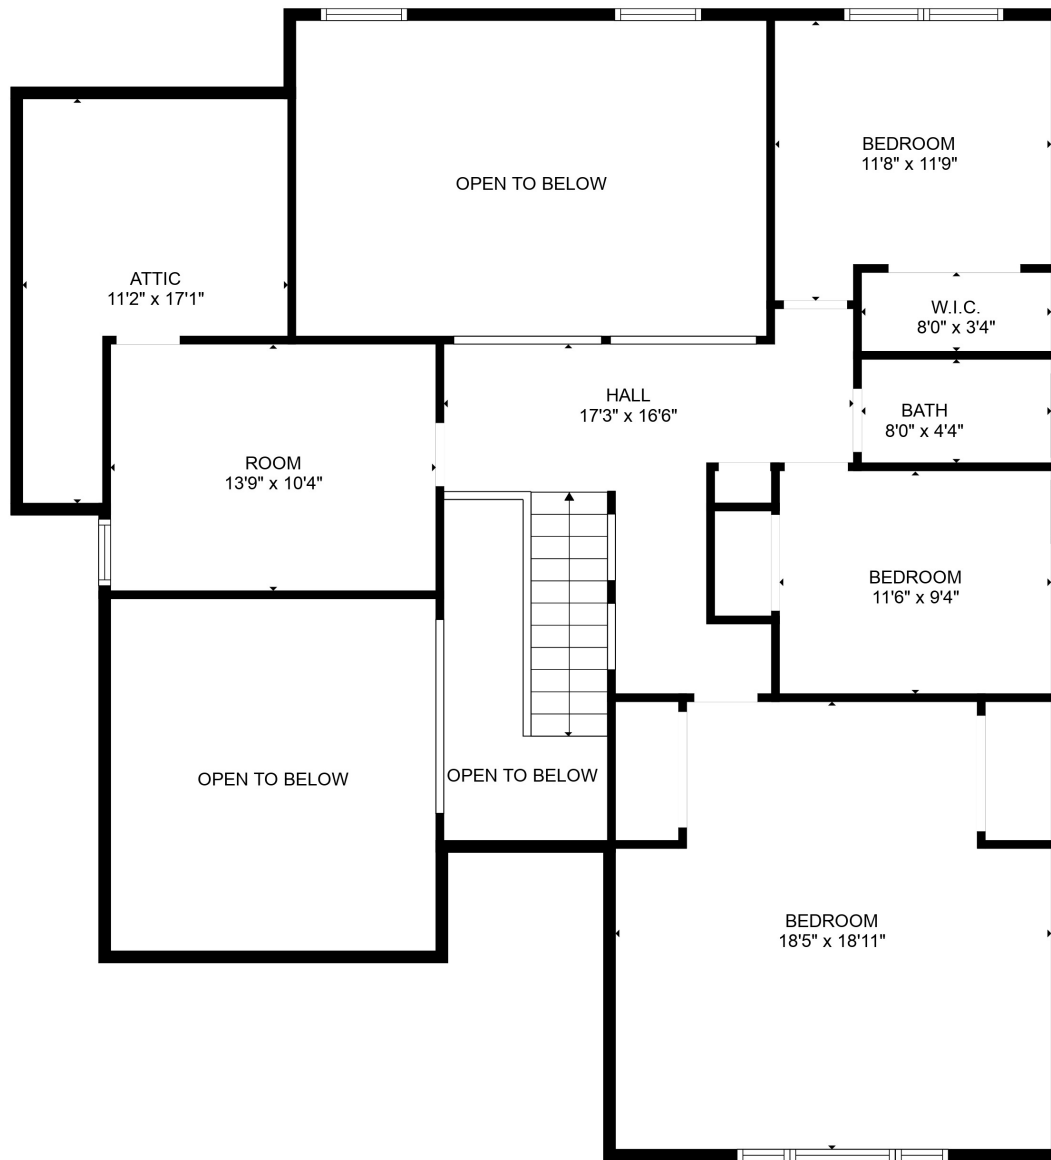 BEDROOM
11'8" x 11'9"
OPEN TO BELOW
ATTIC
11'2" x 17'1"
W.I.C.
8'0" x 3'4"
HALL
17'3" x 16'6"
BATH
8'0" x 4'4"
ROOM
13'9" x 10'4"
BEDROOM
11'6" x 9'4"
OPEN TO BELOW
OPEN TO BELOW
BEDROOM
18'5" x 18'11"